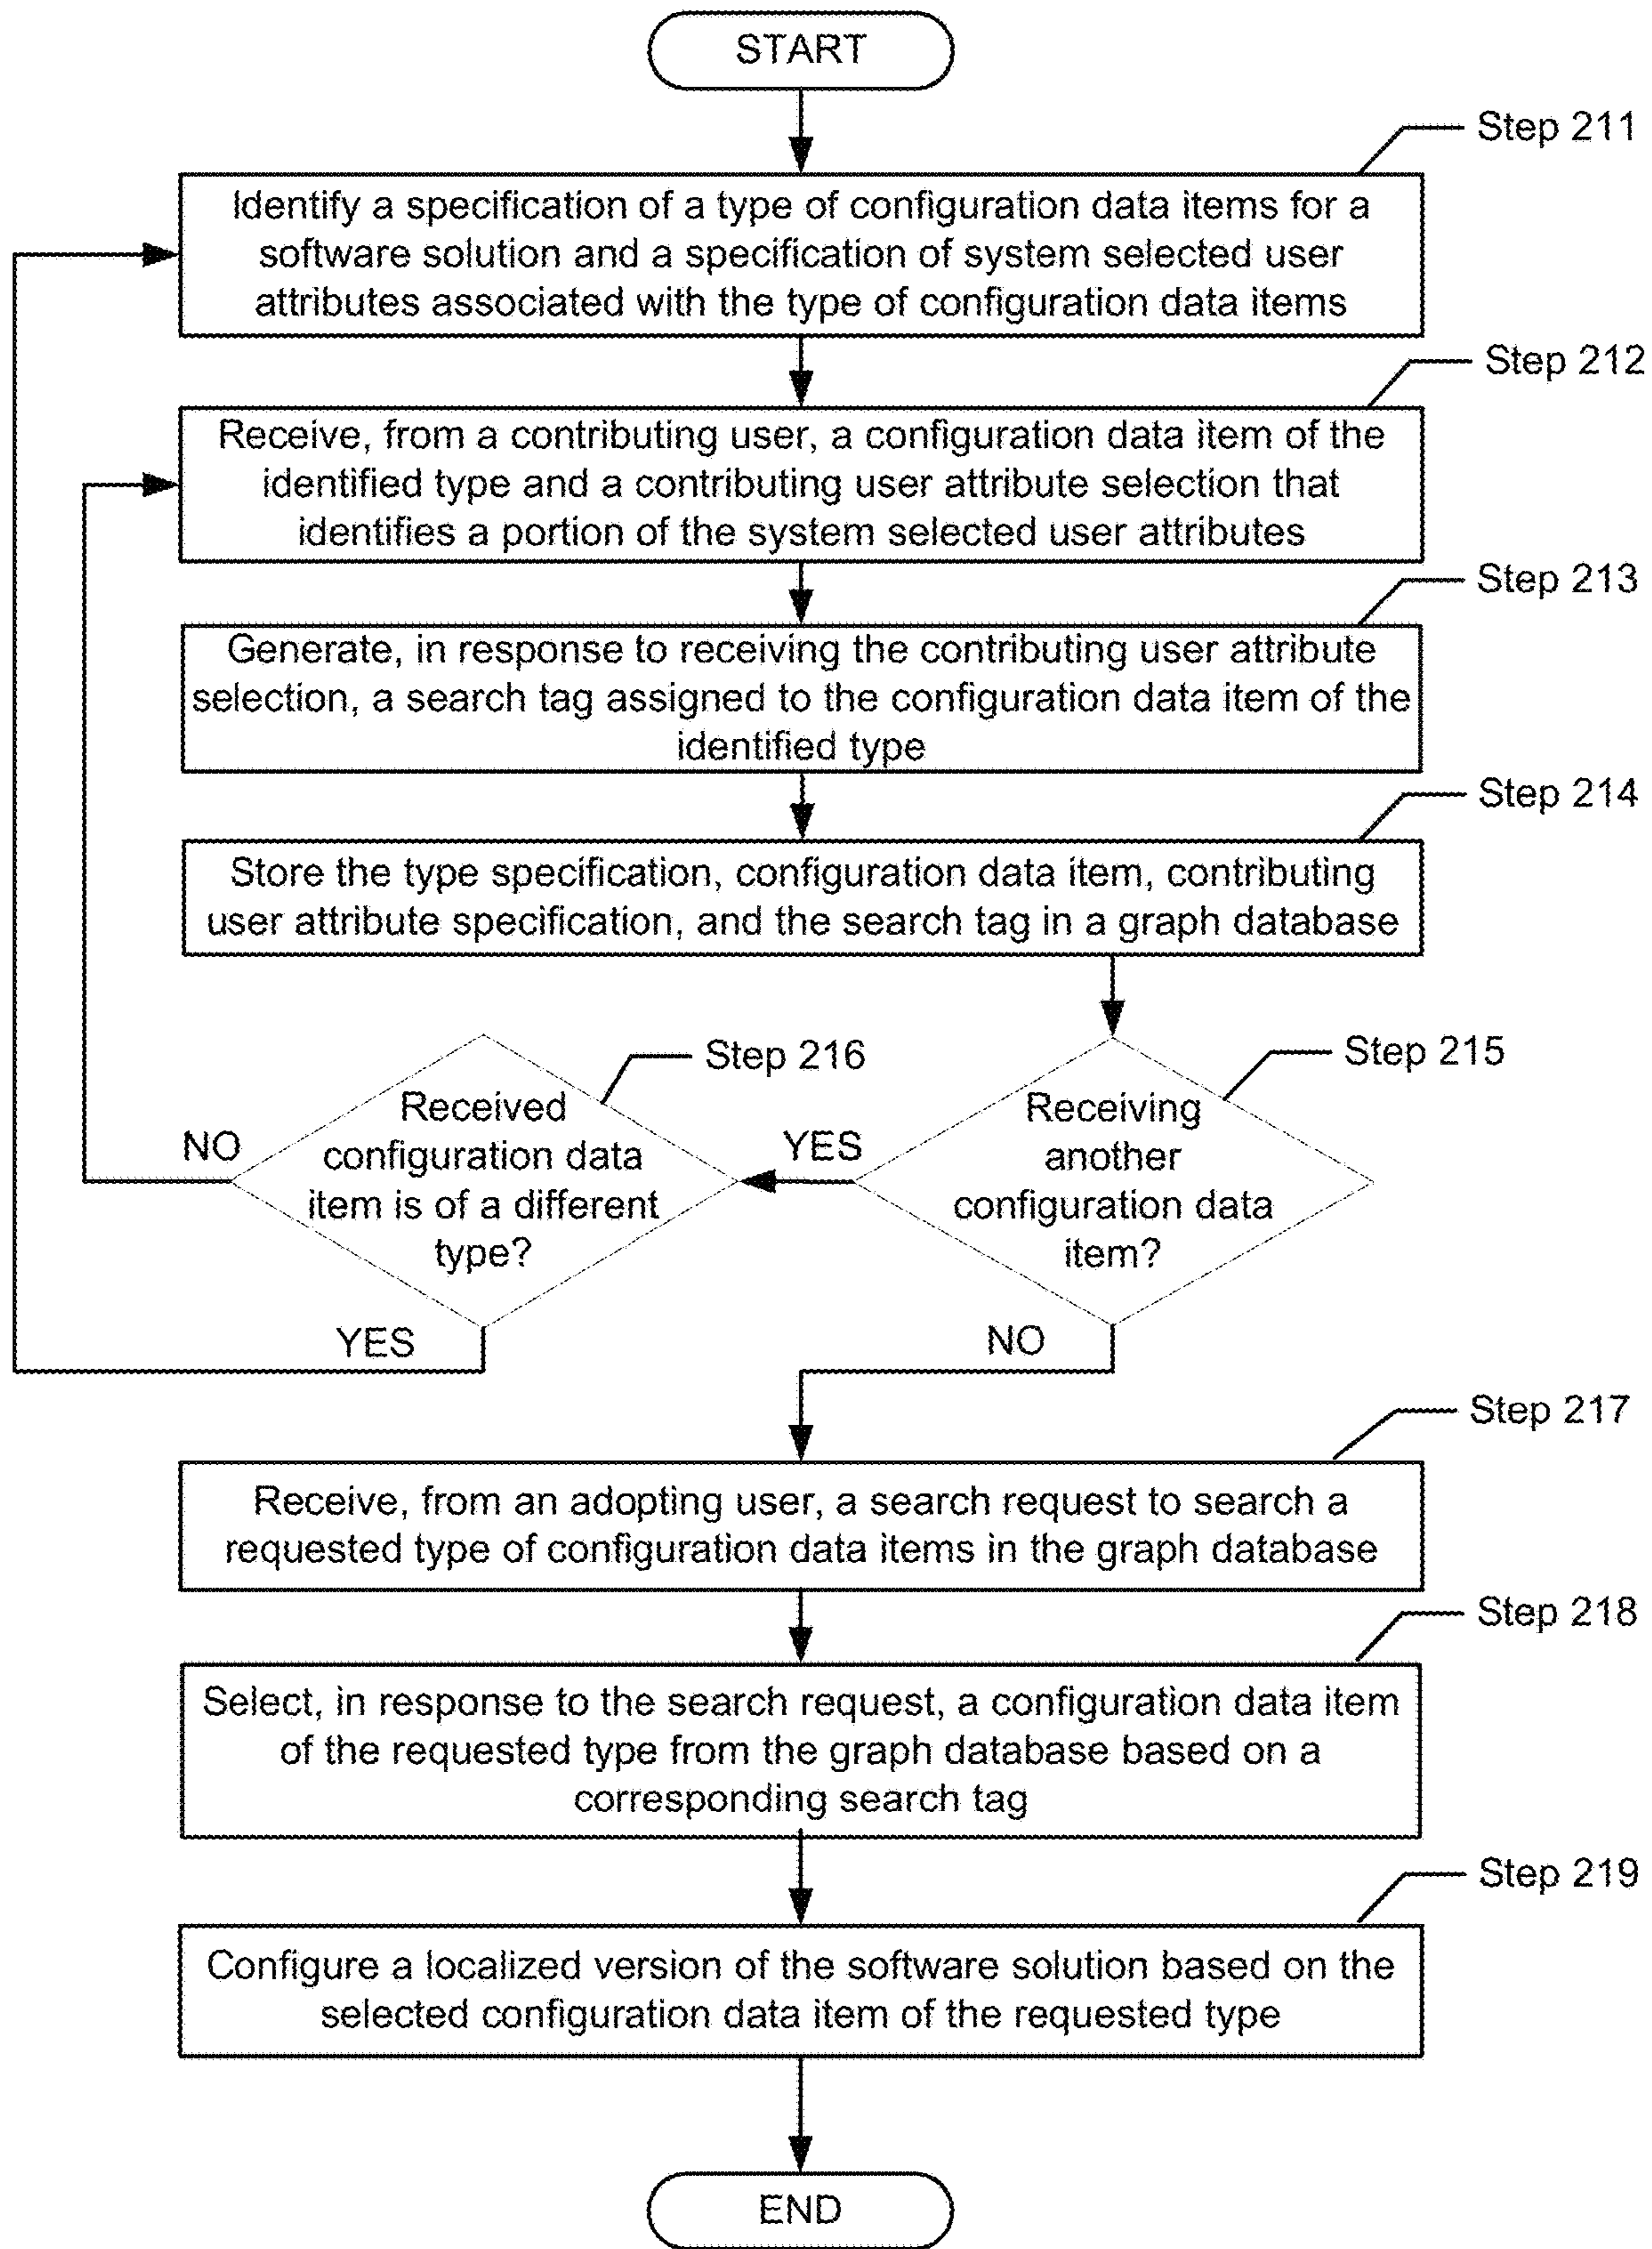 START
Step 211
Identify a specification of a type of configuration data items for a
software solution and a specification of system selected user
attributes associated with the type of configuration data items
Step 212
Receive, from a contributing user, a configuration data item of the
identified type and a contributing user attribute selection that
identifies a portion of the system selected user attributes
Step 213
Generate, in response to receiving the contributing user attribute
selection, a search tag assigned to the configuration data item of the
identified type
Step 214
Store the type specification, configuration data item, contributing
user attribute specification, and the search tag in a graph database
Step 216
Received
configuration data
item is of a different
type?
NO
YES
Step 215
Receiving
another
configuration data
item?
YES
NO
Step 217
Receive, from an adopting user, a search request to search a
requested type of configuration data items in the graph database
Step 218
Select, in response to the search request, a configuration data item
of the requested type from the graph database based on a
corresponding search tag
Step 219
Configure a localized version of the software solution based on the
selected configuration data item of the requested type
END